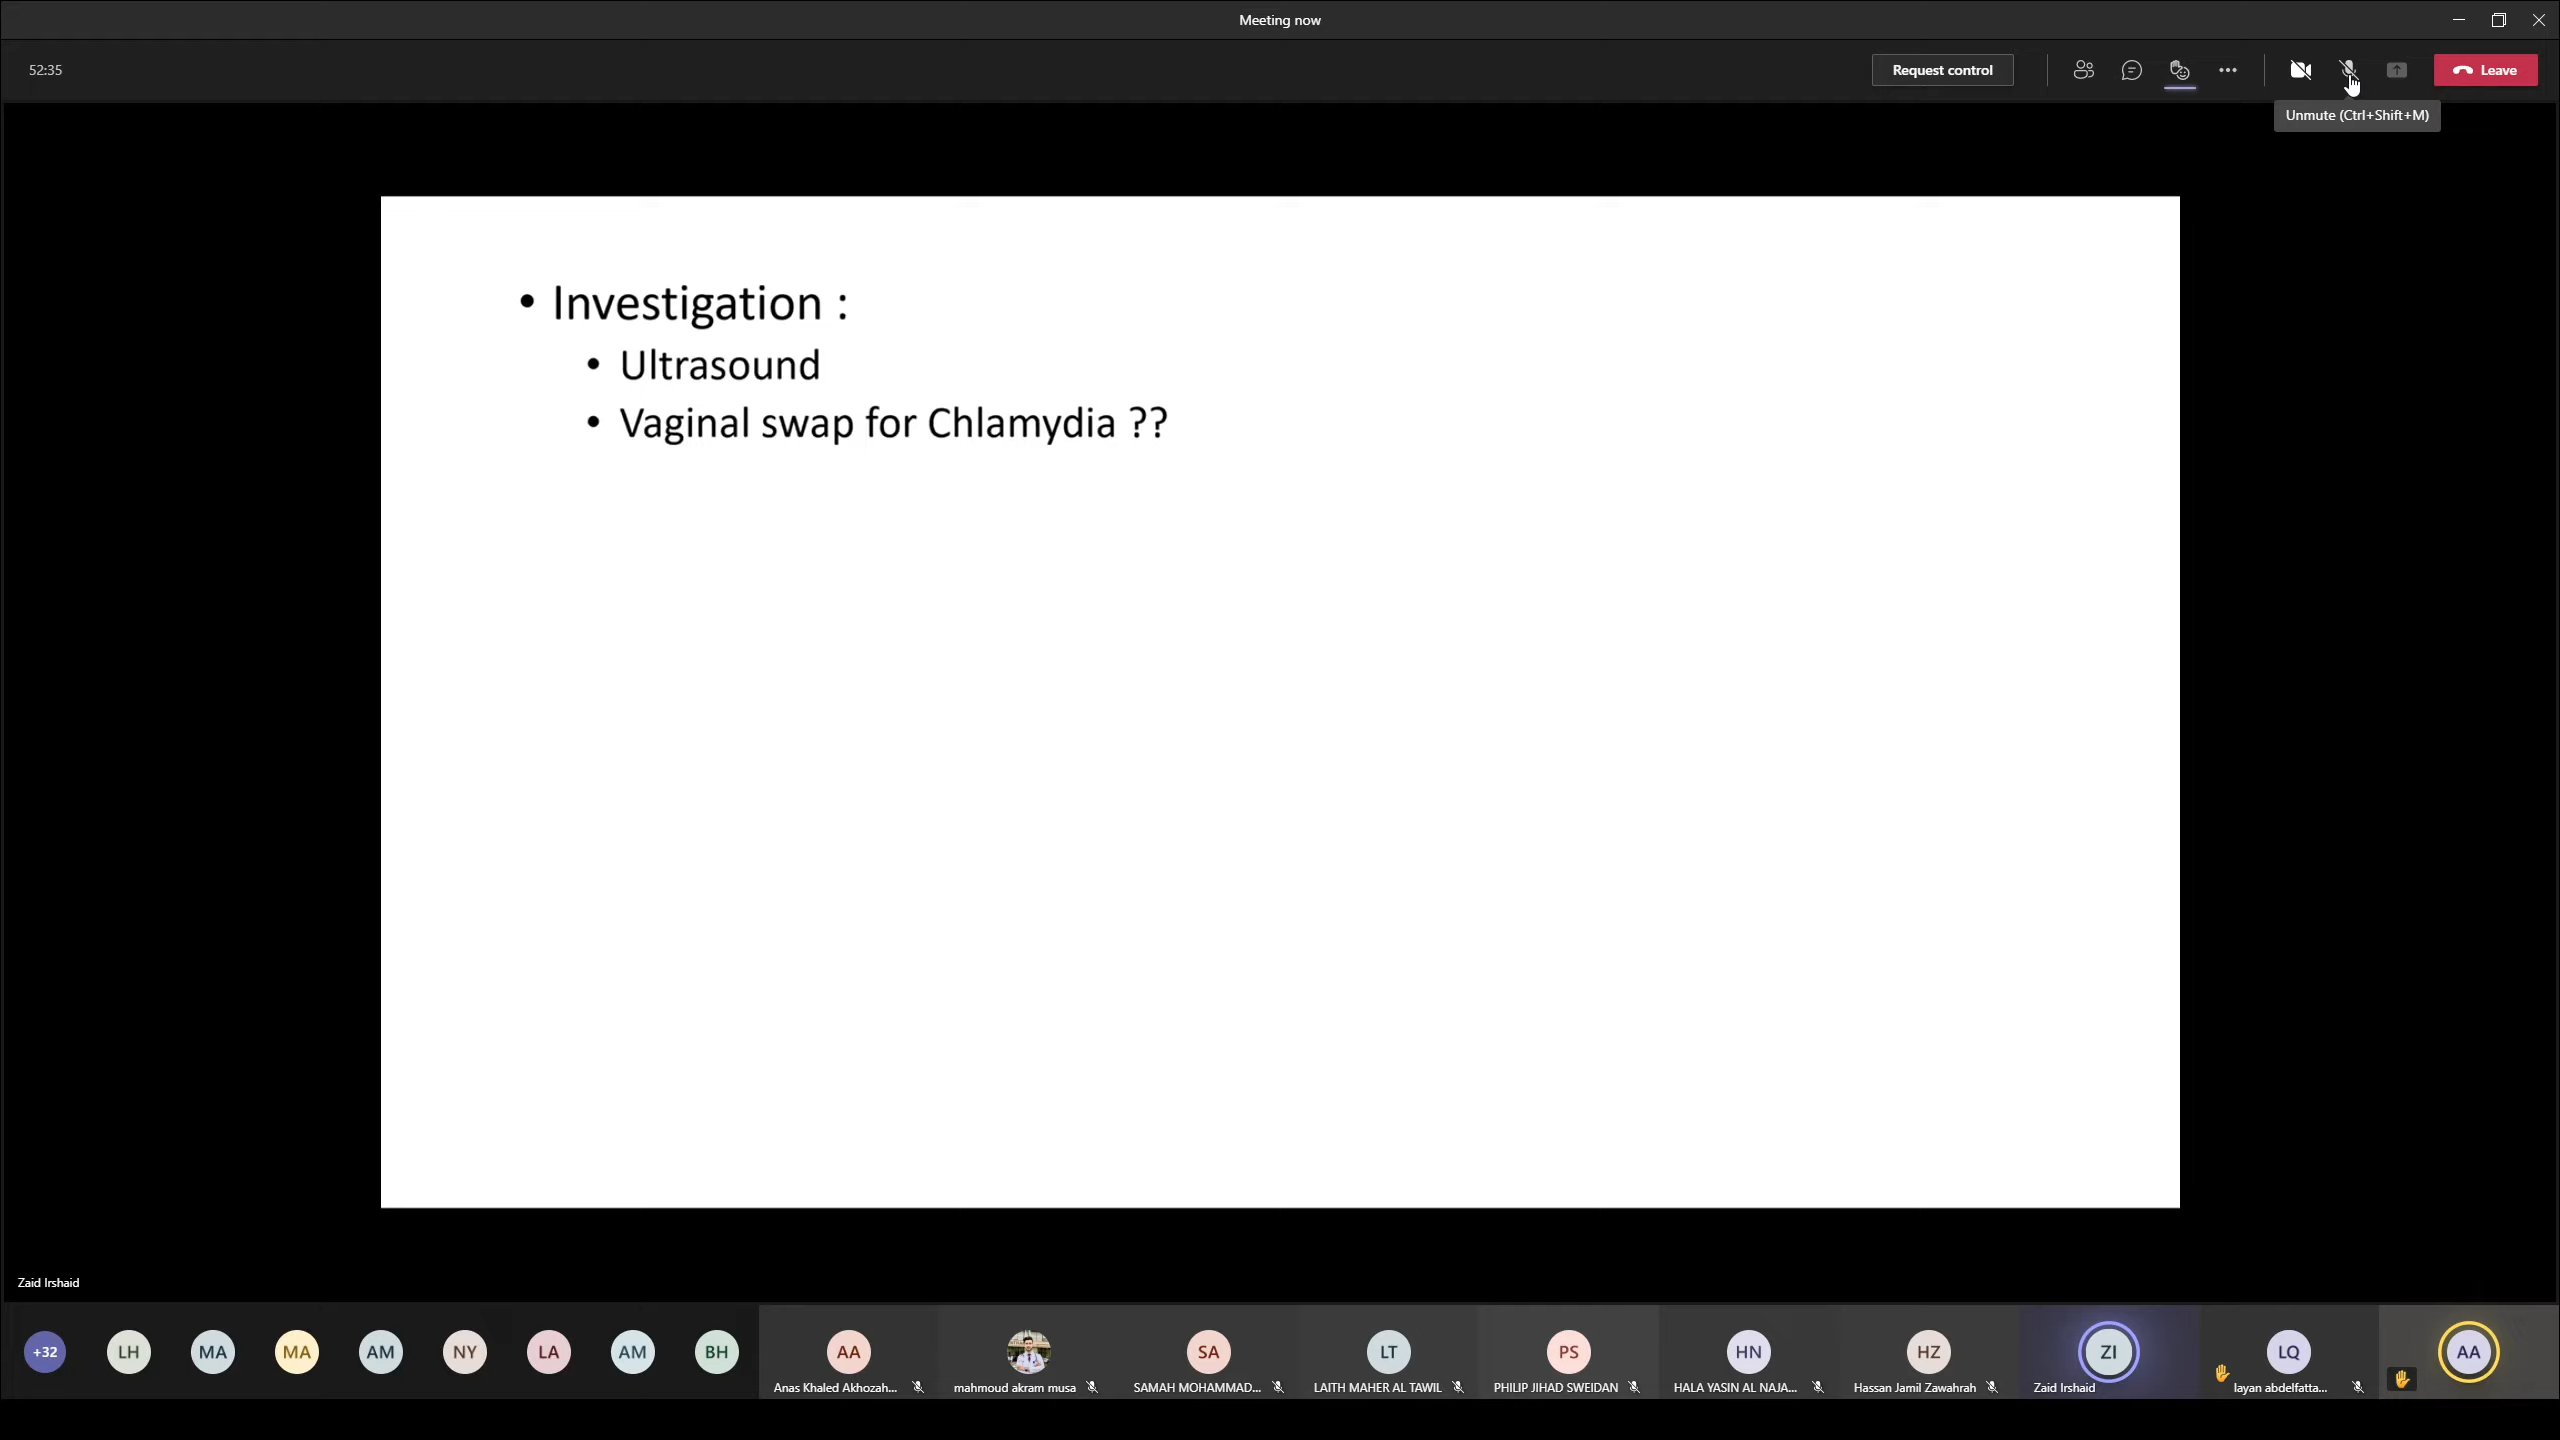 Meeting now
52:35
Request control
Leave
Unmute (Ctrl+Shift+M)
• Investigation :
• Ultrasound
• Vaginal swap for Chlamydia ??
Zaid Irshaid
+32
LH
MA
MA
AM
NY
LA
AM
BH
AA
SA
LT
PS
HN
HZ
ZI
LQ
AA
Anas Khaled Akhozah...
mahmoud akram musa
SAMAH MOHAMMAD...
LAITH MAHER AL TAWIL
PHILIP JIHAD SWEIDAN
HALA YASIN AL NAJA...
Hassan Jamil Zawahrah
Zaid Irshaid
layan abdelfatta...